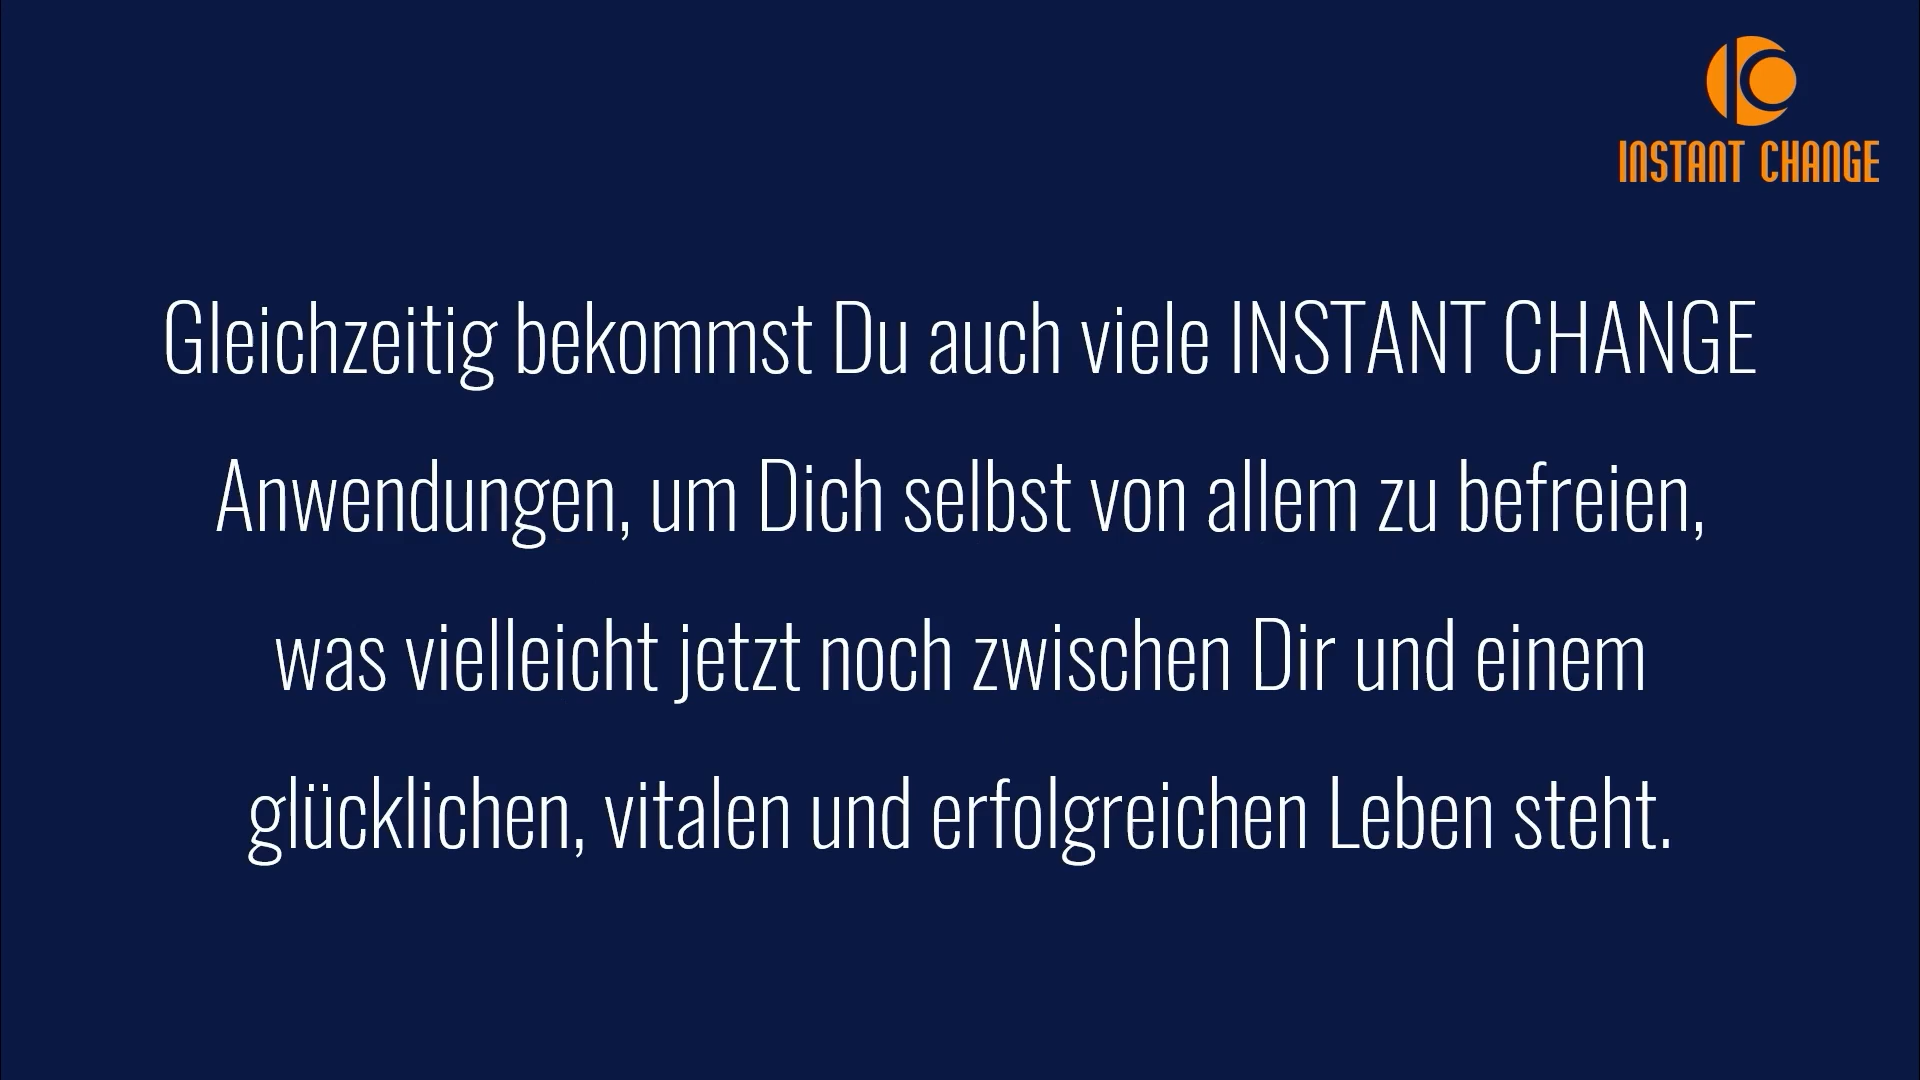 INSTANT CHANGE
Gleichzeitig bekommst Du auch viele INSTANT CHANGE
Anwendungen, um Dich selbst von allem zu befreien,
was vielleicht jetzt noch zwischen Dir und einem
glücklichen, vitalen und erfolgreichen Leben steht.